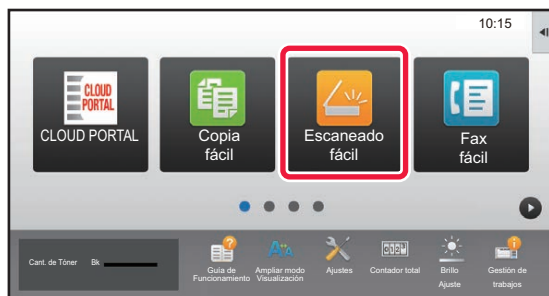 10:15
CLOUD
PORTAL
CLOUD PORTAL
Copia
fácil
Escaneado
fácil
Fax
fácil
Cant. de Tóner Bk
Guía de
Funcionamiento
Ampliar modo
Visualización
Ajustes
Contador total
Brillo
Ajuste
Gestión de
trabajos